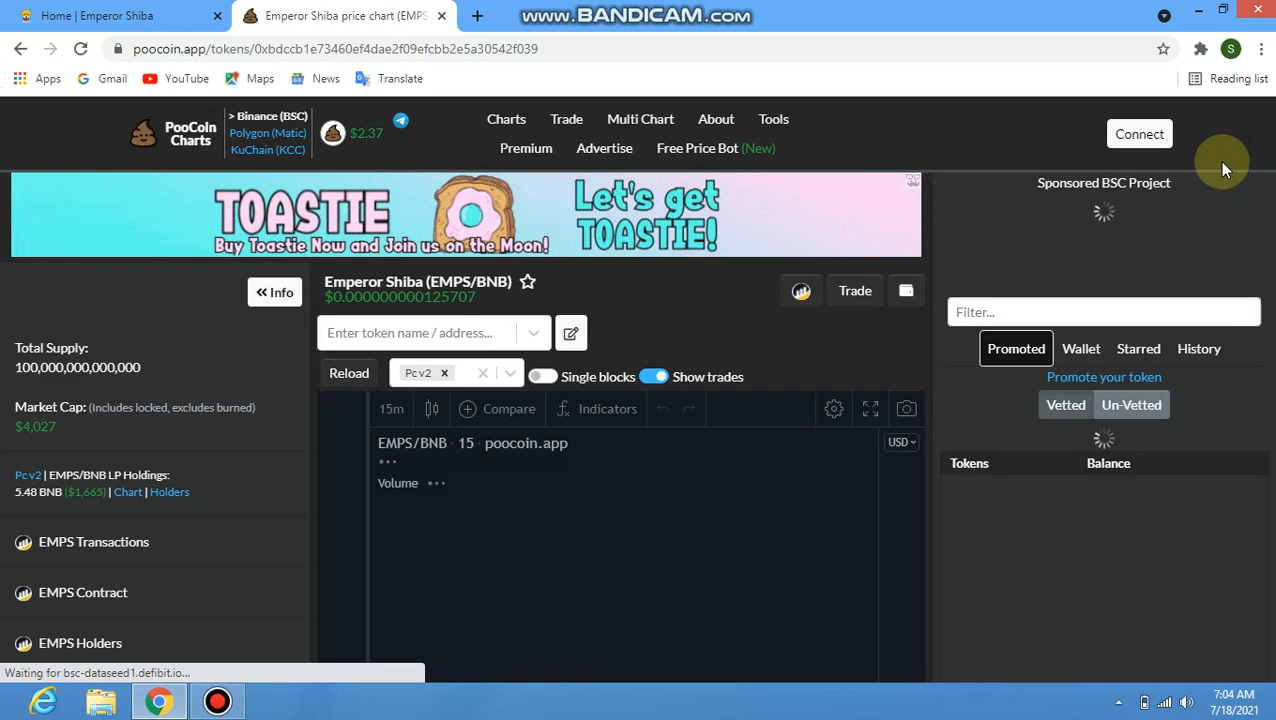 Home | Emperor Shiba
Emperor Shiba price chart (EMPS
www.BANDICAM.com
poocoin.app/tokens/0xbdccb1e73460ef4dae2f09efcbb2e5a30542f039
S
Apps Gmail YouTube Maps News Translate Reading list
PooCoin Charts
> Binance (BSC)
Polygon (Matic)
KuChain (KCC)
$2.37
Charts Trade Multi Chart About Tools
Premium Advertise Free Price Bot (New)
Connect
TOASTIE
Buy Toastie Now and Join us on the Moon!
Let's get TOASTIE!
Sponsored BSC Project
Info
Emperor Shiba (EMPS/BNB)
$0.000000000125707
Trade
Enter token name / address...
Filter...
Total Supply:
100,000,000,000,000
Market Cap: (Includes locked, excludes burned)
$4,027
Reload Pc v2 Single blocks Show trades
Promoted Wallet Starred History
Promote your token
Vetted Un-Vetted
15m Compare Indicators
EMPS/BNB · 15 · poocoin.app
USD
Volume
Tokens Balance
Pc v2 | EMPS/BNB LP Holdings:
5.48 BNB ($1,665) | Chart | Holders
EMPS Transactions
EMPS Contract
EMPS Holders
Waiting for bsc-dataseed1.defibit.io...
7:04 AM
7/18/2021